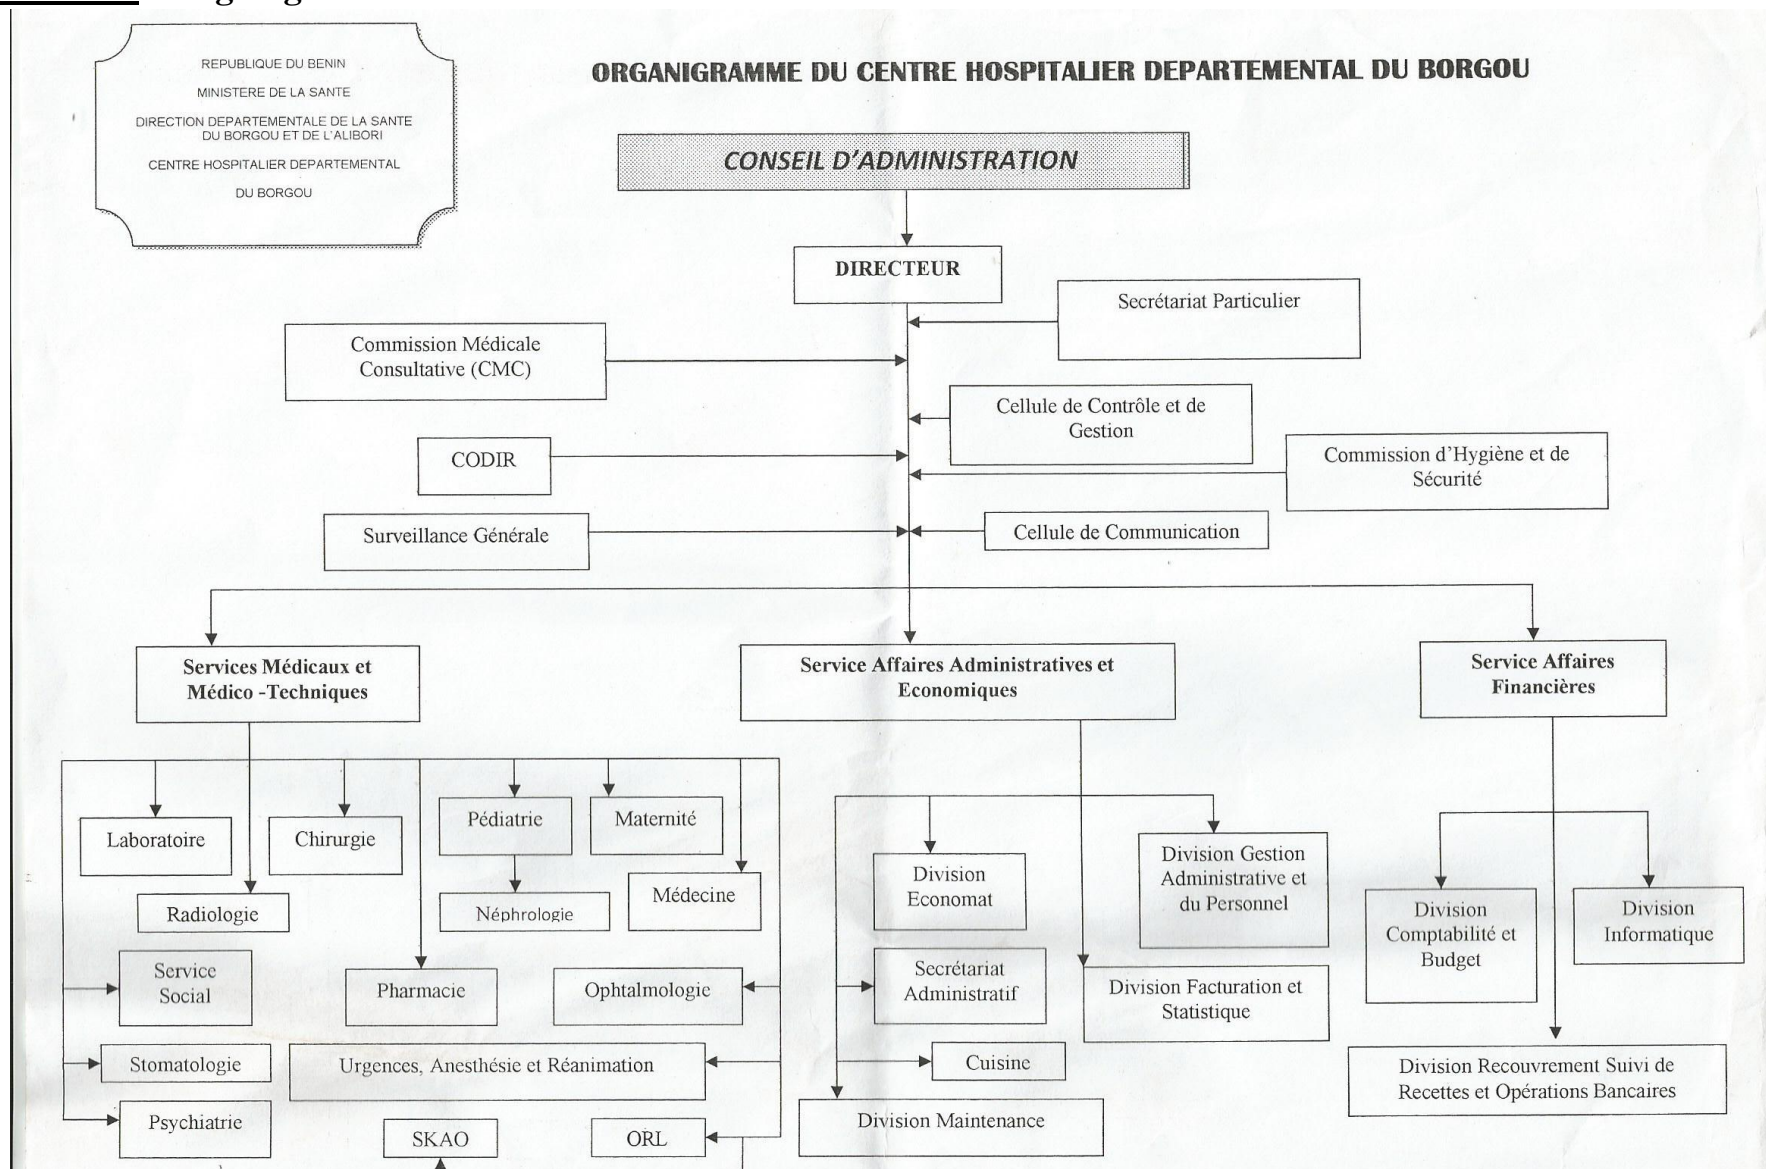 REPUBLIQUE DU BENIN
MINISTERE DE LA SANTE
DIRECTION DEPARTEMENTALE DE LA SANTE
DU BORGOU ET DE L'ALIBORI
CENTRE HOSPITALIER DEPARTEMENTAL
DU BORGOU
ORGANIGRAMME DU CENTRE HOSPITALIER DEPARTEMENTAL DU BORGOU
CONSEIL D'ADMINISTRATION
DIRECTEUR
Secrétariat Particulier
Commission Médicale
Consultative (CMC)
Cellule de Contrôle et de
Gestion
CODIR
Commission d'Hygiène et de
Sécurité
Surveillance Générale
Cellule de Communication
Services Médicaux et
Médico -Techniques
Service Affaires Administratives et
Economiques
Service Affaires
Financières
Laboratoire
Chirurgie
Pédiatrie
Maternité
Radiologie
Néphrologie
Médecine
Service
Social
Pharmacie
Ophtalmologie
Stomatologie
Urgences, Anesthésie et Réanimation
Psychiatrie
SKAO
ORL
Division
Economat
Division Gestion
Administrative et
du Personnel
Secrétariat
Administratif
Division Facturation et
Statistique
Cuisine
Division Maintenance
Division
Comptabilité et
Budget
Division
Informatique
Division Recouvrement Suivi de
Recettes et Opérations Bancaires